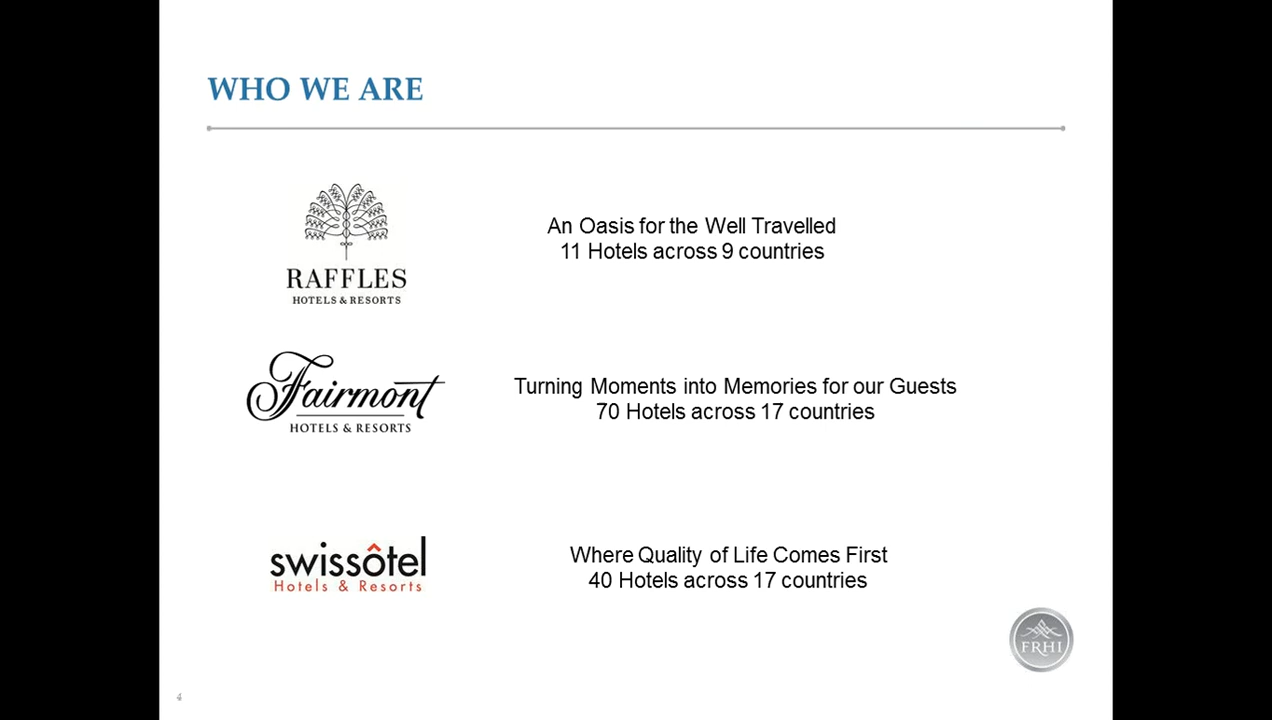 WHO WE ARE
RAFFLES
HOTELS & RESORTS
An Oasis for the Well Travelled
11 Hotels across 9 countries
Fairmont
HOTELS & RESORTS
Turning Moments into Memories for our Guests
70 Hotels across 17 countries
swissôtel
Hotels & Resorts
Where Quality of Life Comes First
40 Hotels across 17 countries
FRHI
4